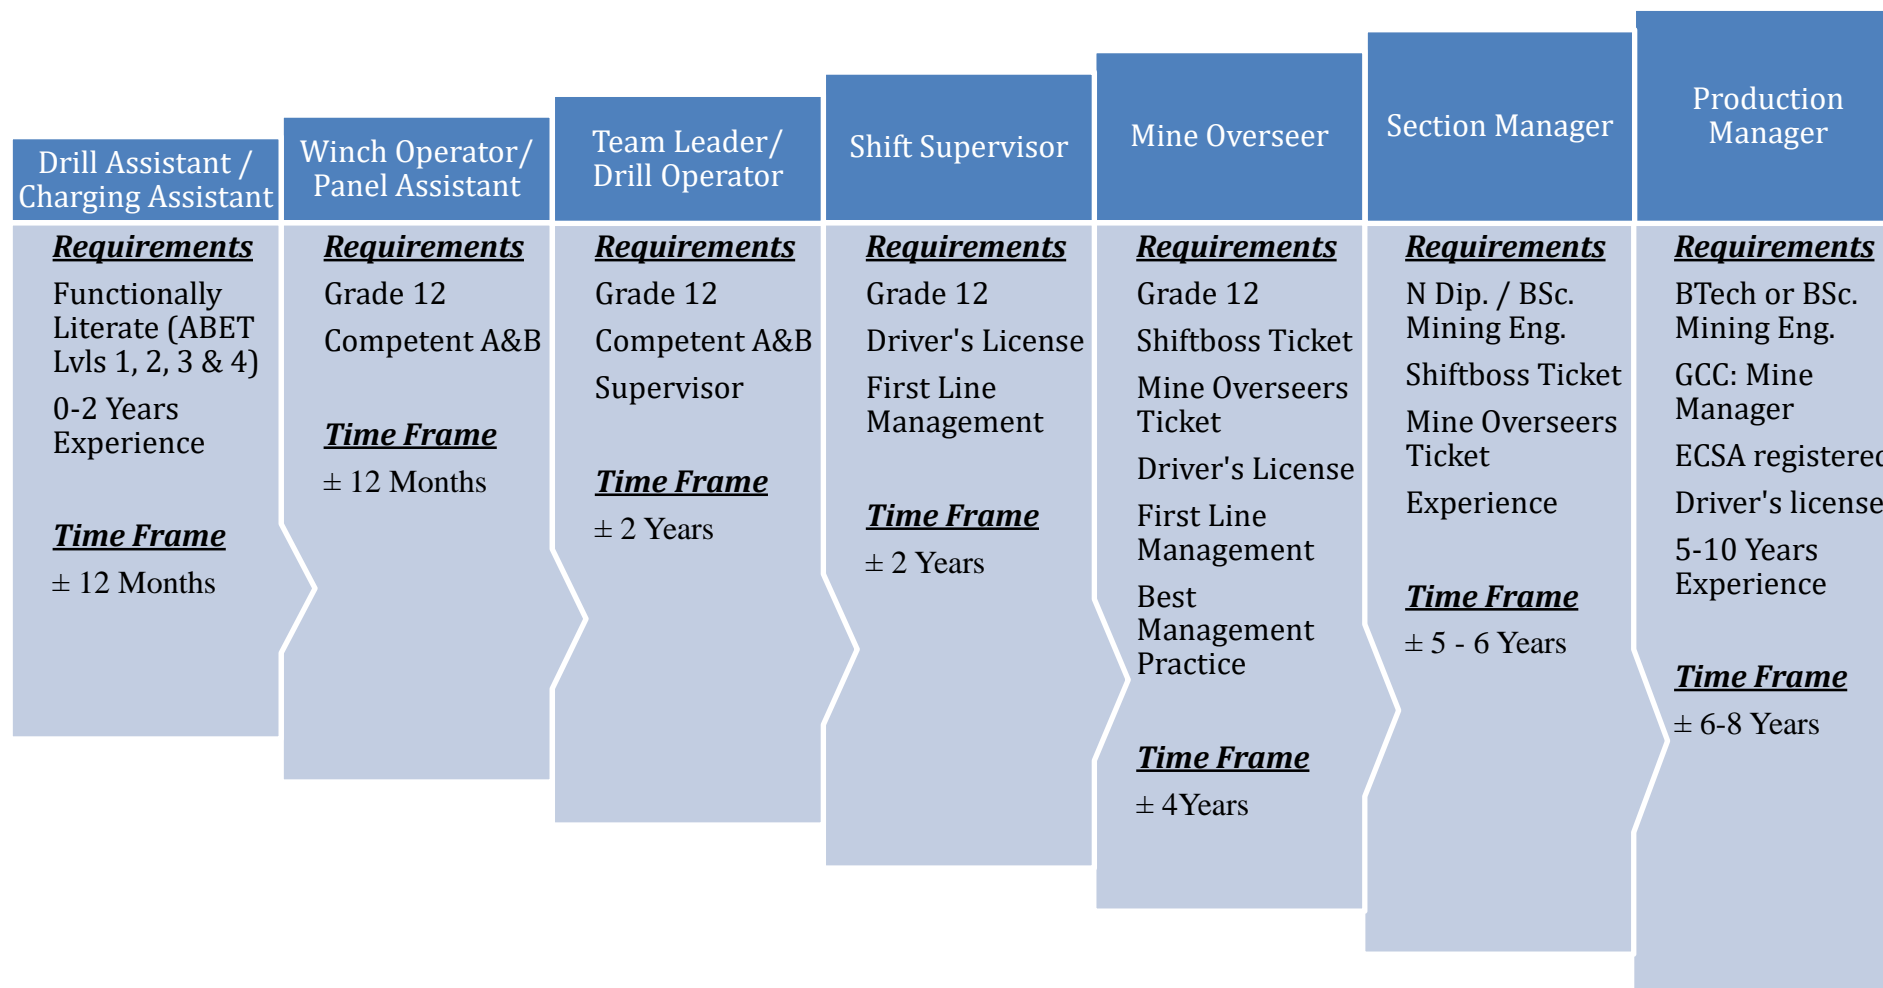 Drill Assistant /
Charging Assistant
Requirements
Functionally
Literate (ABET
Lvls 1, 2, 3 & 4)
0-2 Years
Experience
Time Frame
± 12 Months
Winch Operator/
Panel Assistant
Requirements
Grade 12
Competent A&B
Time Frame
± 12 Months
Team Leader/
Drill Operator
Requirements
Grade 12
Competent A&B
Supervisor
Time Frame
± 2 Years
Shift Supervisor
Requirements
Grade 12
Driver's License
First Line
Management
Time Frame
± 2 Years
Mine Overseer
Requirements
Grade 12
Shiftboss Ticket
Mine Overseers
Ticket
Driver's License
First Line
Management
Best
Management
Practice
Time Frame
± 4Years
Section Manager
Requirements
N Dip. / BSc.
Mining Eng.
Shiftboss Ticket
Mine Overseers
Ticket
Experience
Time Frame
± 5 - 6 Years
Production
Manager
Requirements
BTech or BSc.
Mining Eng.
GCC: Mine
Manager
ECSA registered
Driver's license
5-10 Years
Experience
Time Frame
± 6-8 Years